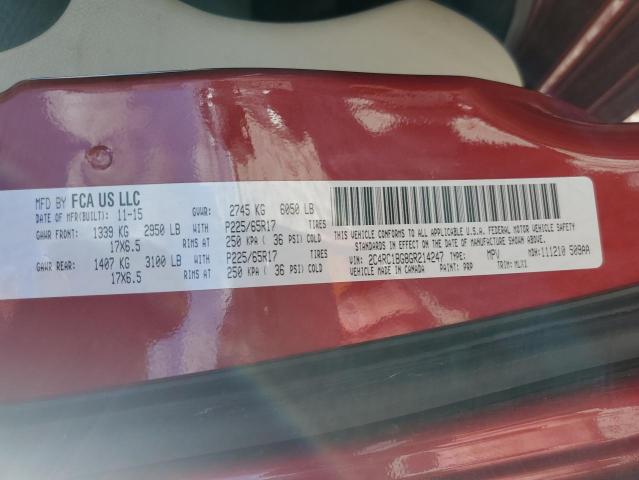 MFD BY FCA US LLC
DATE OF MFR(BUILT): 11-15 GVWR: 2745 KG 6050 LB
GAWR FRONT: 1339 KG 2950 LB WITH P225/65R17 TIRES
17X6.5 RIMS AT 250 KPA ( 36 PSI) COLD
GAWR REAR: 1407 KG 3100 LB WITH P225/65R17 TIRES
17X6.5 RIMS AT 250 KPA ( 36 PSI) COLD
THIS VEHICLE CONFORMS TO ALL APPLICABLE U.S.A. FEDERAL MOTOR VEHICLE SAFETY
STANDARDS IN EFFECT ON THE DATE OF MANUFACTURE SHOWN ABOVE.
VIN: 2C4RC1BG8GR214247 TYPE: MPV MDH: 111210 509AA
MADE IN CANADA PAINT: PRP TRIM: MLX1